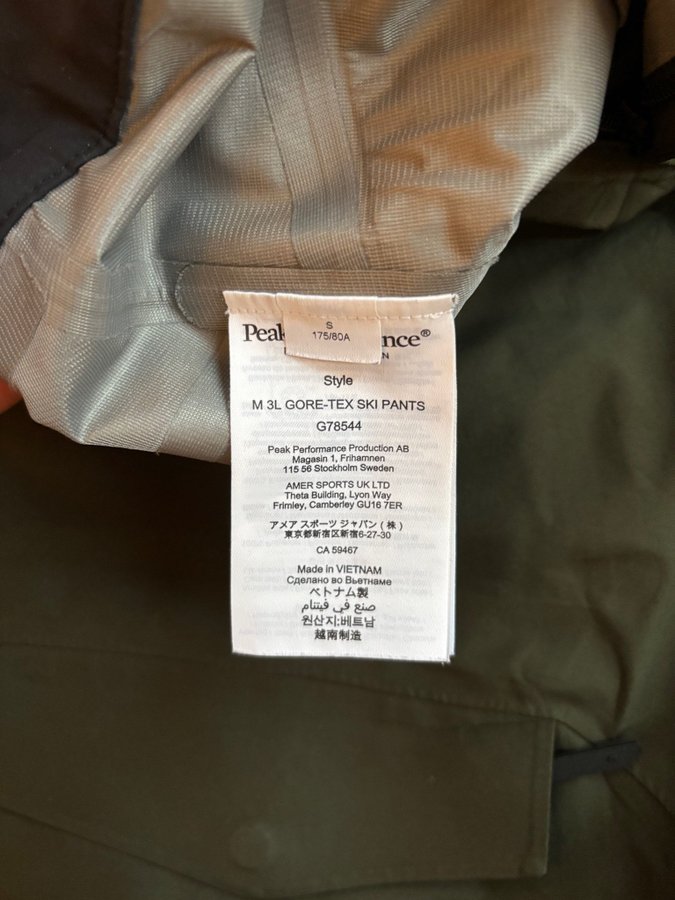 S
175/80A
Peak nce®
N
Style
M 3L GORE-TEX SKI PANTS
G78544
Peak Performance Production AB
Magasin 1, Frihamnen
115 56 Stockholm Sweden
AMER SPORTS UK LTD
Theta Building, Lyon Way
Frimley, Camberley GU16 7ER
アメア スポーツ ジャパン (株)
東京都新宿区新宿6-27-30
CA 59467
Made in VIETNAM
Сделано во Вьетнаме
ベトナム製
صنع في فيتنام
원산지:베트남
越南制造